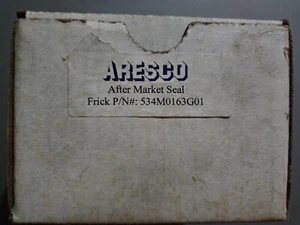 ARESCO
After Market Seal
Frick P/N#: 534M0163G01